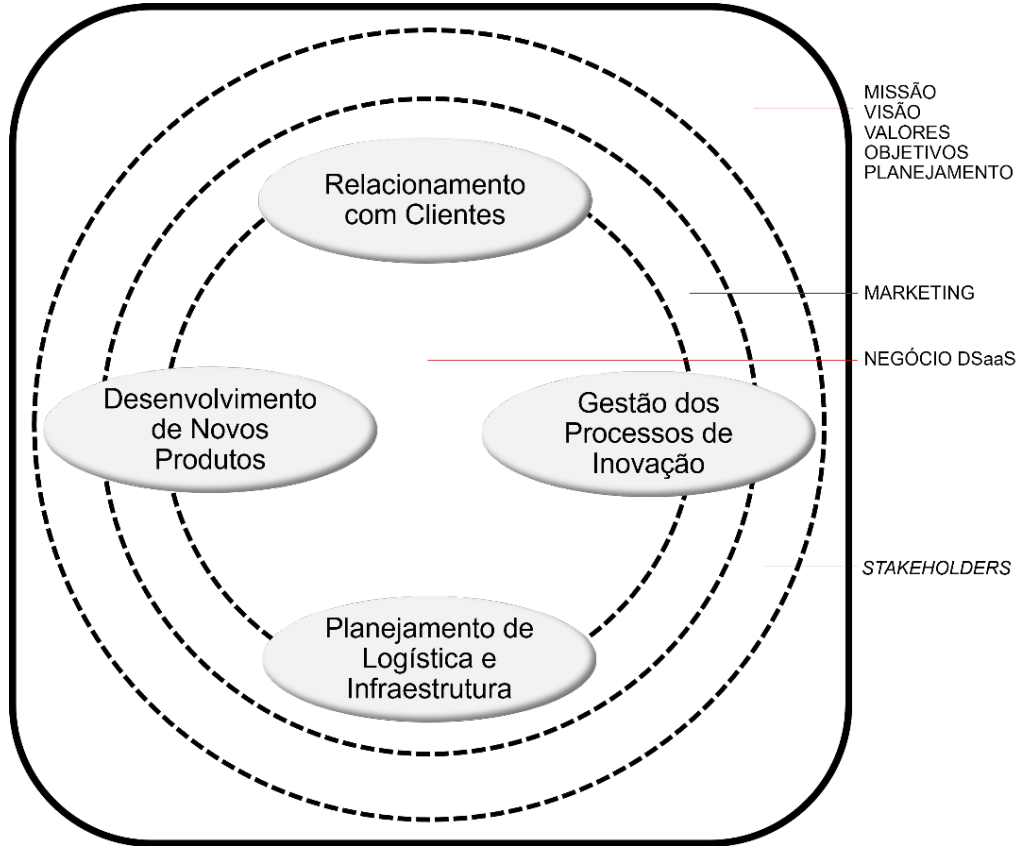 MISSÃO
VISÃO
VALORES
OBJETIVOS
PLANEJAMENTO
Relacionamento
com Clientes
MARKETING
NEGÓCIO DSaaS
Desenvolvimento
de Novos
Produtos
Gestão dos
Processos de
Inovação
STAKEHOLDERS
Planejamento de
Logística e
Infraestrutura